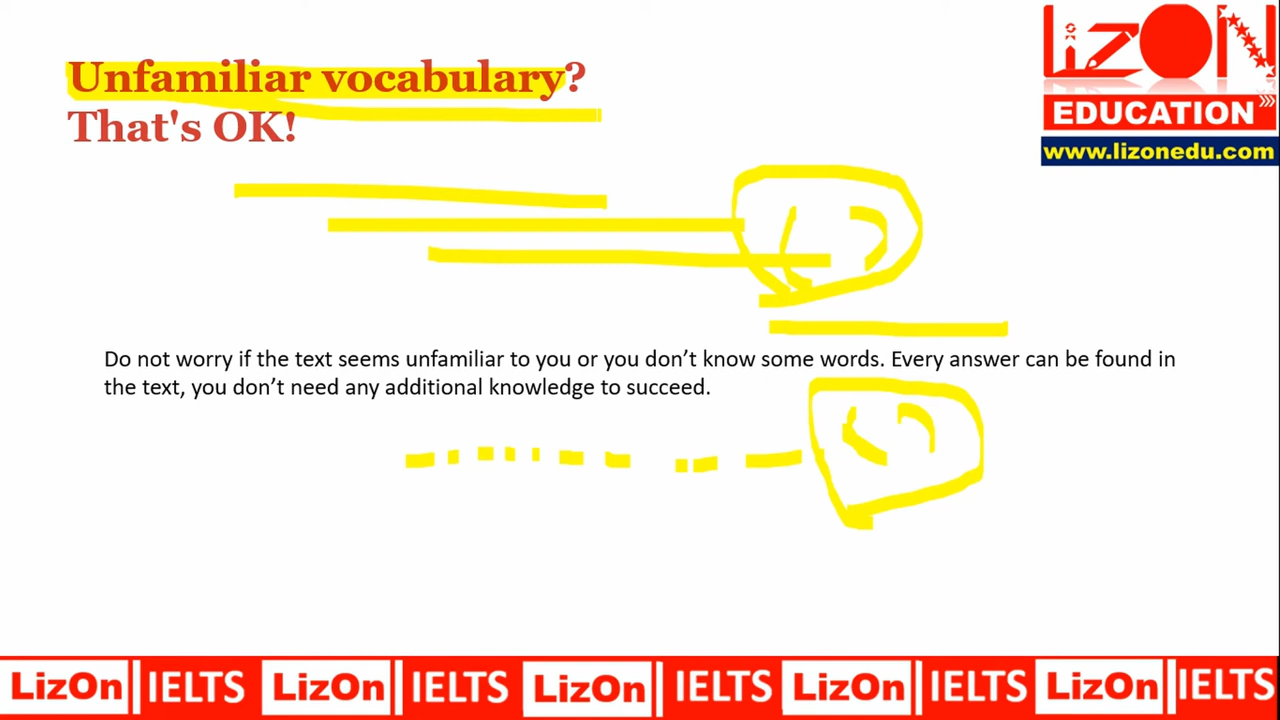 Unfamiliar vocabulary?
That's OK!
LizON
EDUCATION
www.lizonedu.com
Do not worry if the text seems unfamiliar to you or you don’t know some words. Every answer can be found in
the text, you don’t need any additional knowledge to succeed.
LizOn IELTS LizOn IELTS LizOn IELTS LizOn IELTS LizOn IELTS